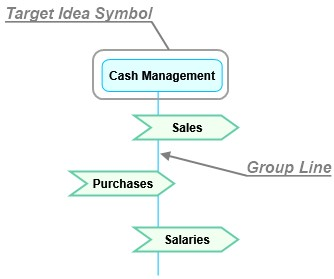 Target Idea Symbol
Cash Management
Sales
Group Line
Purchases
Salaries